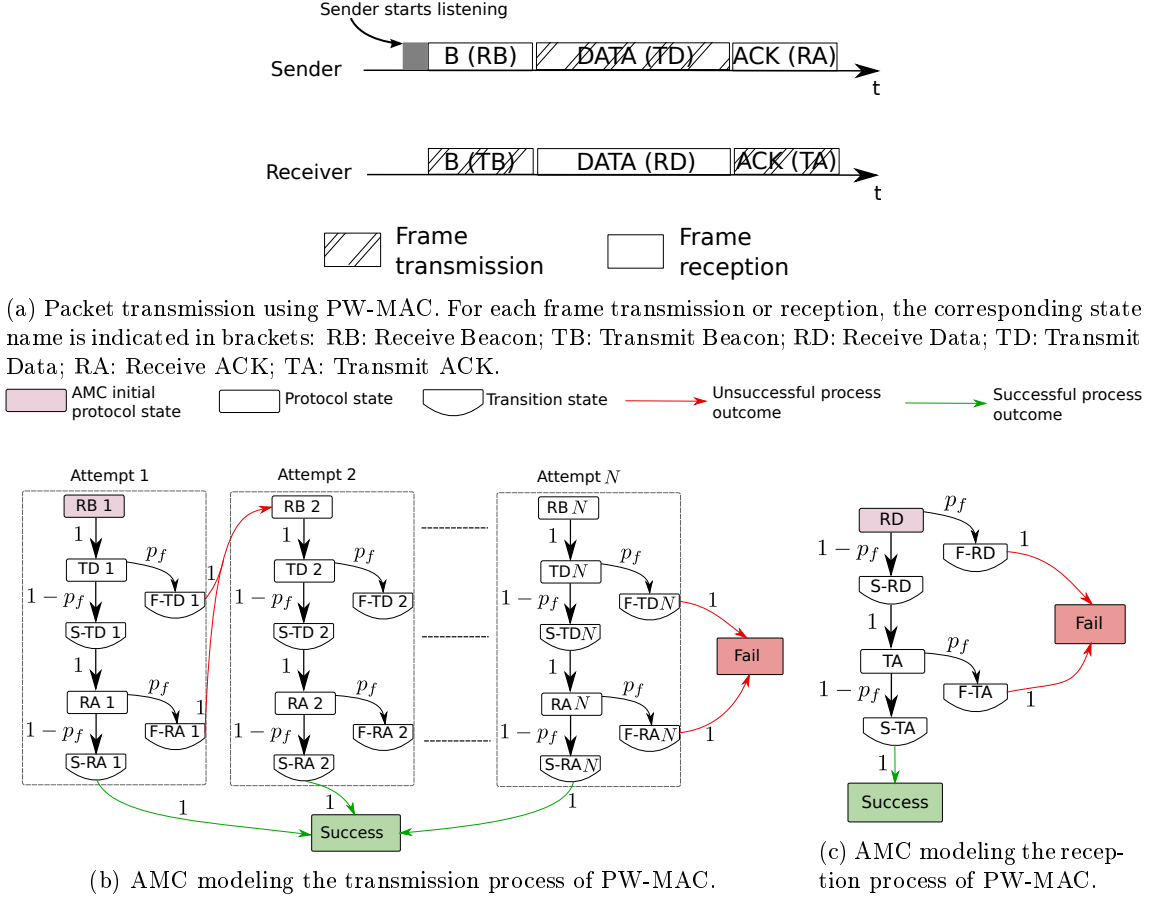 Sender starts listening
B (RB)
DATA (TD)
ACK (RA)
Sender
t
B (TB)
DATA (RD)
ACK (TA)
Receiver
t
Frame
transmission
Frame
reception
(a) Packet transmission using PW-MAC. For each frame transmission or reception, the corresponding state
name is indicated in brackets: RB: Receive Beacon; TB: Transmit Beacon; RD: Receive Data; TD: Transmit
Data; RA: Receive ACK; TA: Transmit ACK.
AMC initial
protocol state
Protocol state
Transition state
Unsuccessful process
outcome
Successful process
outcome
Attempt 1
RB 1
1
TD 1
p_f
1 − p_f
F-TD 1
1
S-TD 1
1
RA 1
p_f
1 − p_f
F-RA 1
1
S-RA 1
1
Attempt 2
RB 2
1
TD 2
p_f
1 − p_f
F-TD 2
S-TD 2
1
RA 2
p_f
1 − p_f
F-RA 2
S-RA 2
1
Attempt N
RB N
1
TD N
p_f
1 − p_f
F-TD N
1
S-TD N
1
RA N
p_f
1 − p_f
F-RA N
1
S-RA N
1
Fail
Success
(b) AMC modeling the transmission process of PW-MAC.
RD
p_f
1 − p_f
F-RD
1
S-RD
1
Fail
TA
p_f
1 − p_f
F-TA
1
S-TA
1
Success
(c) AMC modeling the recep-
tion process of PW-MAC.